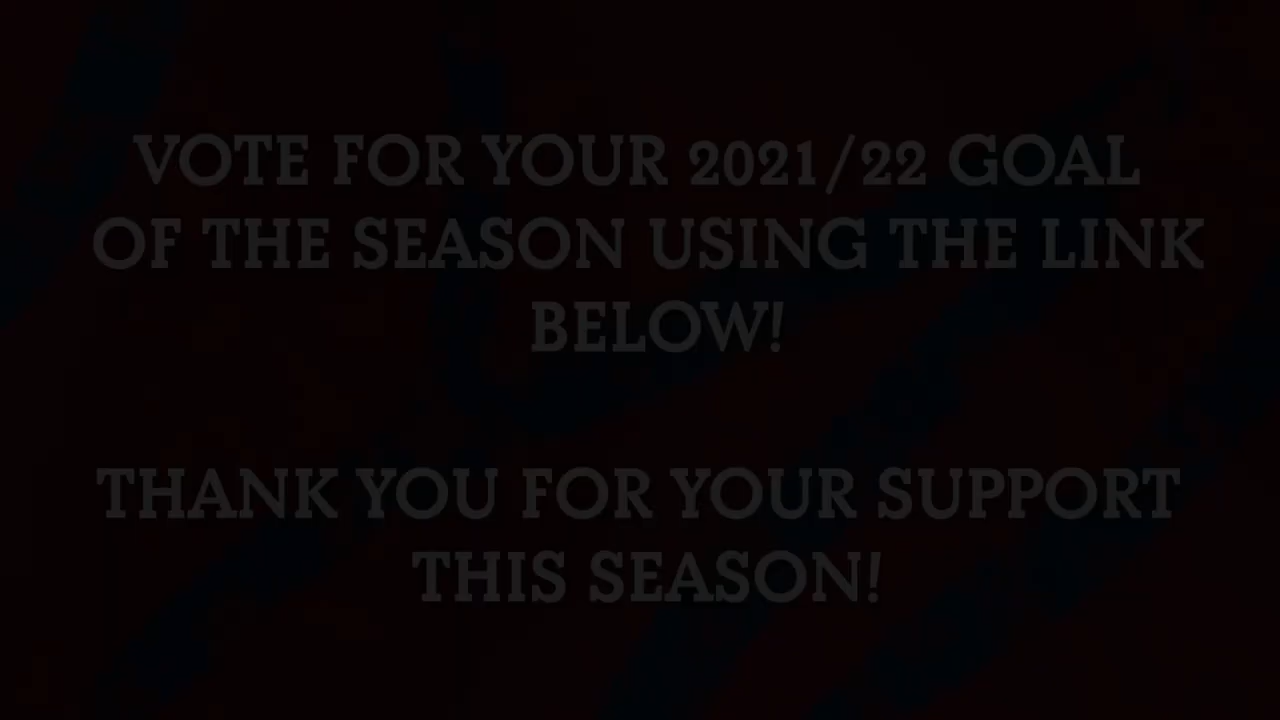 VOTE FOR YOUR 2021/22 GOAL
OF THE SEASON USING THE LINK
BELOW!
THANK YOU FOR YOUR SUPPORT
THIS SEASON!